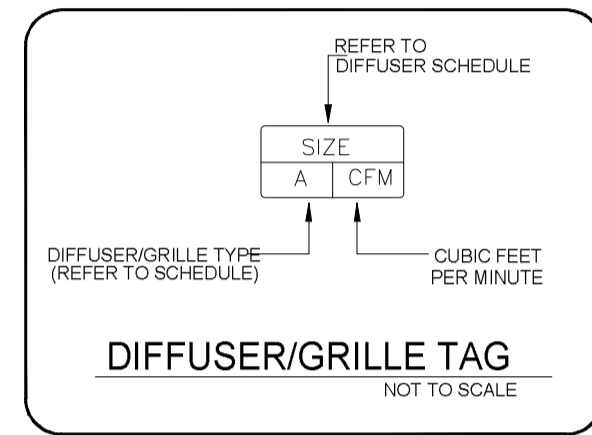 REFER TO
DIFFUSER SCHEDULE
SIZE
A CFM
DIFFUSER/GRILLE TYPE
(REFER TO SCHEDULE)
CUBIC FEET
PER MINUTE
DIFFUSER/GRILLE TAG
NOT TO SCALE